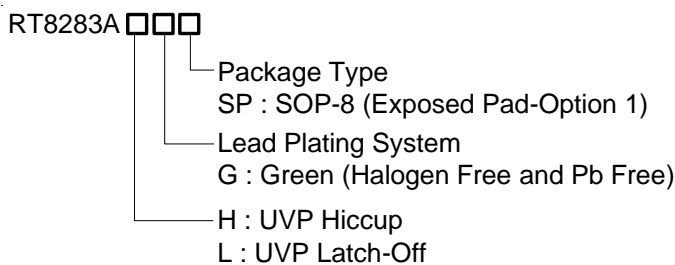 RT8283A
Package Type
SP : SOP-8 (Exposed Pad-Option 1)
Lead Plating System
G : Green (Halogen Free and Pb Free)
H : UVP Hiccup
L : UVP Latch-Off